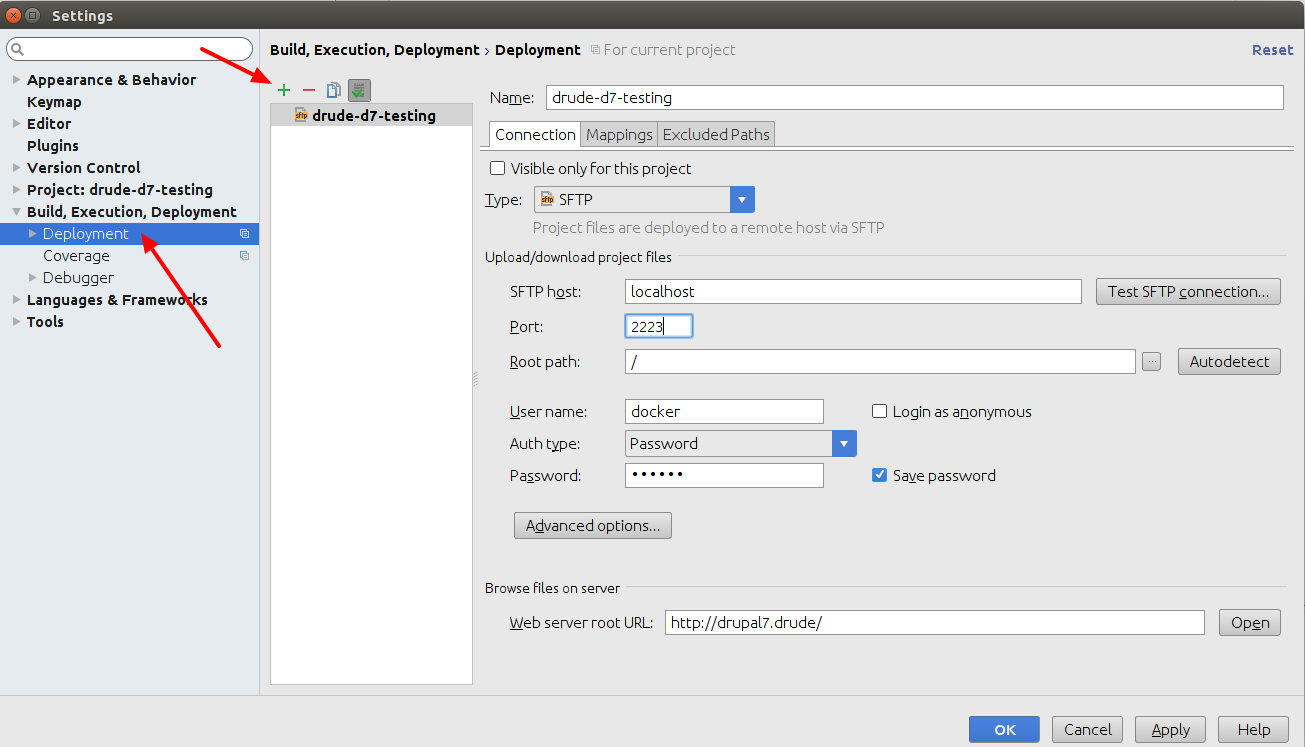 Settings
Build, Execution, Deployment › Deployment For current project Reset
Appearance & Behavior
Keymap
Editor
Plugins
Version Control
Project: drude-d7-testing
Build, Execution, Deployment
Deployment
Coverage
Debugger
Languages & Frameworks
Tools
sftp drude-d7-testing
Name: drude-d7-testing
Connection Mappings Excluded Paths
Visible only for this project
Type: sftp SFTP
Project files are deployed to a remote host via SFTP
Upload/download project files
SFTP host: localhost Test SFTP connection...
Port: 2223
Root path: / ... Autodetect
User name: docker Login as anonymous
Auth type: Password
Password: •••••• Save password
Advanced options...
Browse files on server
Web server root URL: http://drupal7.drude/ Open
OK Cancel Apply Help